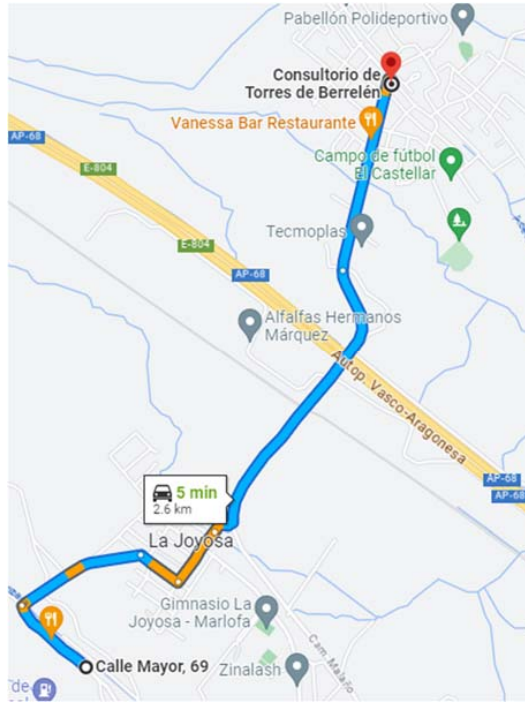 Pabellón Polideportivo
Consultorio de
Torres de Berrelén
Vanessa Bar Restaurante
AP-68
E-804
Campo de fútbol
El Castellar
Tecmoplas
E-804
AP-68
Alfalfas Hermanos
Márquez
Autop. Vasco-Aragonesa
AP-68
AP-68
5 min
2.6 km
La Joyosa
Gimnasio La
Joyosa - Marlofa
Cam. Malaño
Calle Mayor, 69
Zinalash